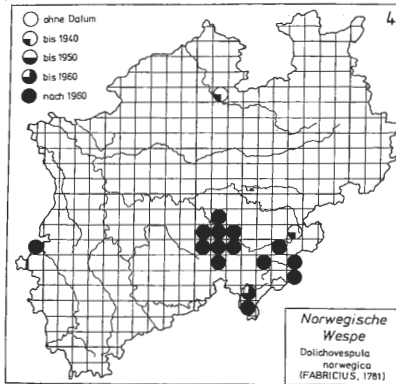 ohne Datum
4
bis 1940
bis 1950
bis 1960
nach 1960
Norwegische
Wespe
Dolichovespula
norwegica
(FABRICIUS, 1781)